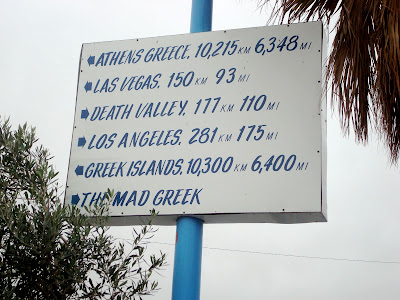 ATHENS GREECE. 10,215 KM 6,348 MI
LAS VEGAS. 150 KM 93 MI
DEATH VALLEY. 177 KM 110 MI
LOS ANGELES. 281 KM 175 MI
GREEK ISLANDS. 10,300 KM 6,400 MI
THE MAD GREEK